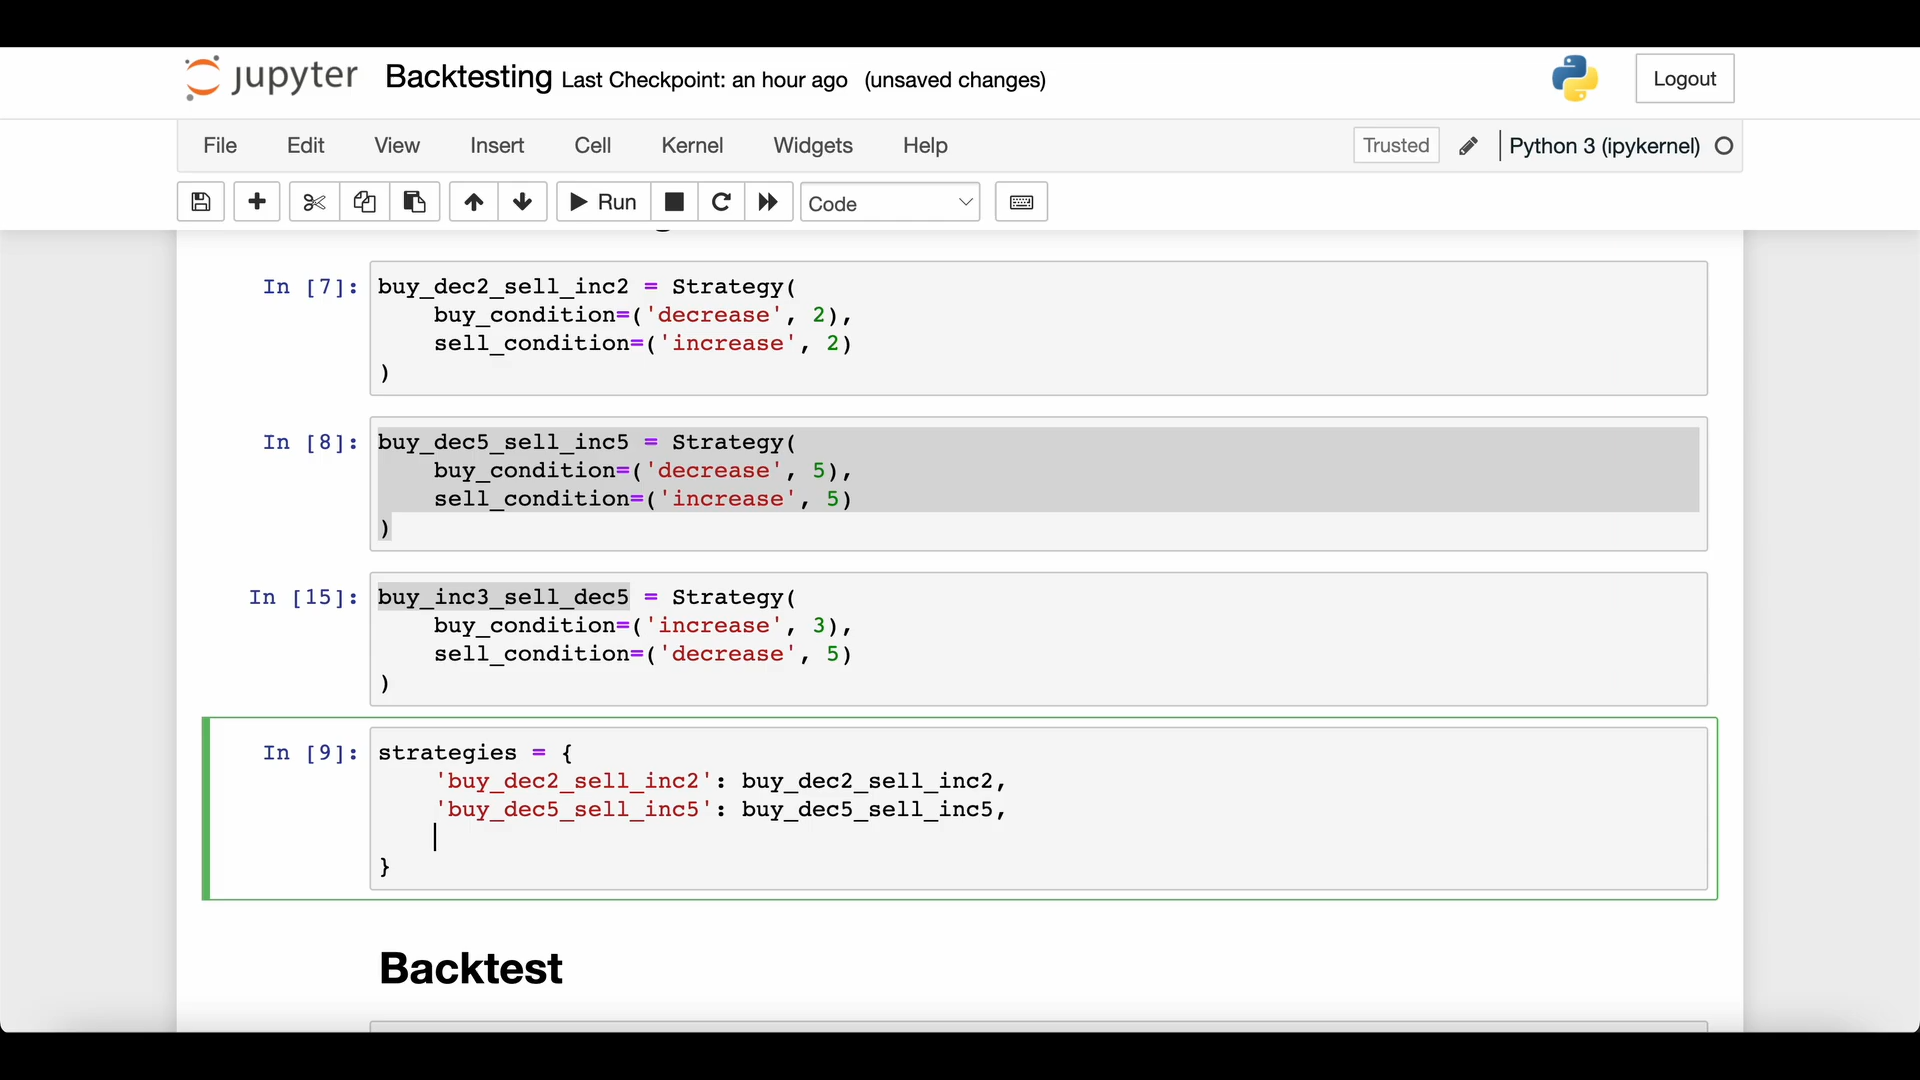 jupyter Backtesting Last Checkpoint: an hour ago (unsaved changes) Logout
File Edit View Insert Cell Kernel Widgets Help Trusted Python 3 (ipykernel)
Run Code
In [7]: buy_dec2_sell_inc2 = Strategy(
buy_condition=('decrease', 2),
sell_condition=('increase', 2)
)
In [8]: buy_dec5_sell_inc5 = Strategy(
buy_condition=('decrease', 5),
sell_condition=('increase', 5)
)
In [15]: buy_inc3_sell_dec5 = Strategy(
buy_condition=('increase', 3),
sell_condition=('decrease', 5)
)
In [9]: strategies = {
'buy_dec2_sell_inc2': buy_dec2_sell_inc2,
'buy_dec5_sell_inc5': buy_dec5_sell_inc5,
}
Backtest